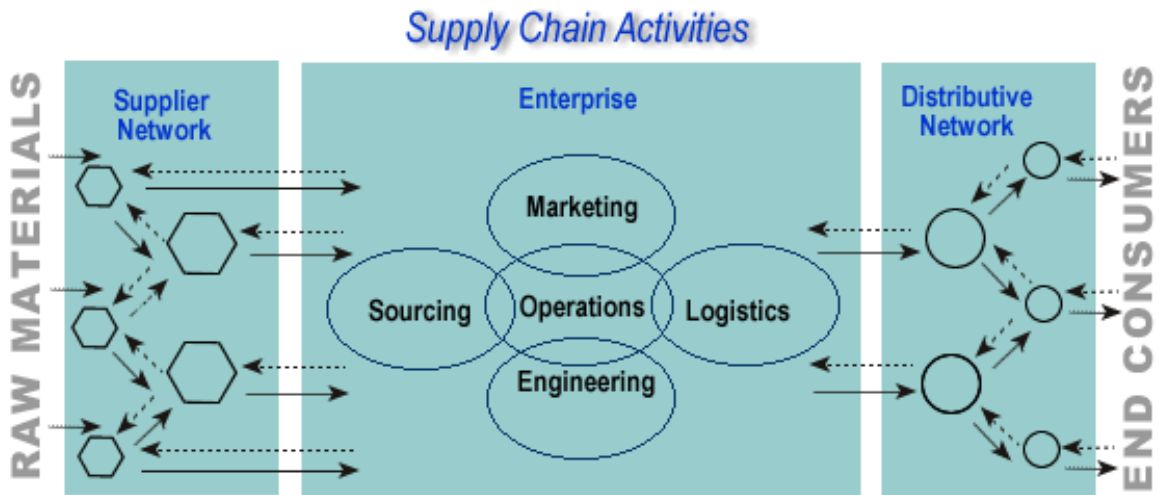 Supply Chain Activities
RAW MATERIALS
Supplier
Network
Enterprise
Marketing
Sourcing
Operations
Logistics
Engineering
Distributive
Network
END CONSUMERS